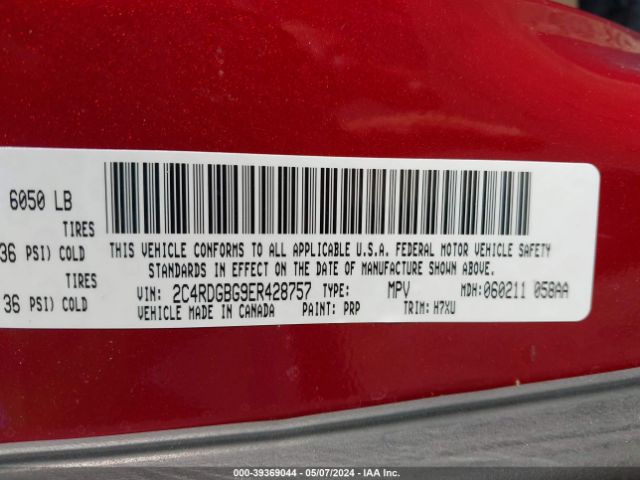 6050 LB
TIRES
36 PSI) COLD
TIRES
36 PSI) COLD
THIS VEHICLE CONFORMS TO ALL APPLICABLE U.S.A. FEDERAL MOTOR VEHICLE SAFETY
STANDARDS IN EFFECT ON THE DATE OF MANUFACTURE SHOWN ABOVE.
VIN: 2C4RDGBG9ER428757 TYPE: MPV MDH: 060211 058AA
VEHICLE MADE IN CANADA PAINT: PRP TRIM: H7XU
000-39369044 / 05/07/2024 / IAA Inc.